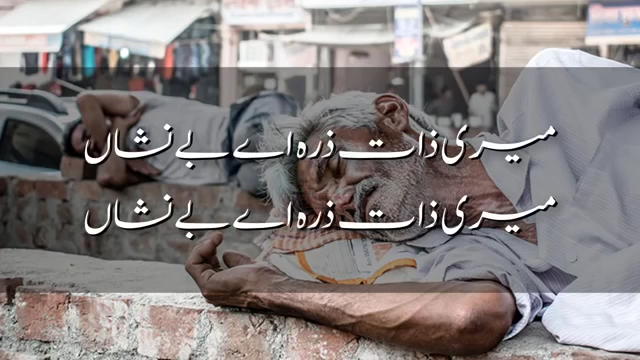 میری ذات ذرہ اے بے نشاں
میری ذات ذرہ اے بے نشاں